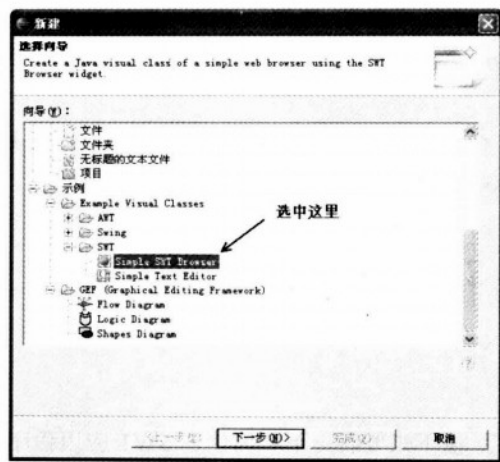 新建
选择向导
Create a Java visual class of a simple web browser using the SWT
Browser widget.
向导(W):
文件
文件夹
无标题的文本文件
项目
示例
Example Visual Classes
AWT
Swing
SWT
选中这里
Simple SWT Browser
Simple Text Editor
GEF (Graphical Editing Framework)
Flow Diagram
Logic Diagram
Shapes Diagram
下一步(N)>
取消